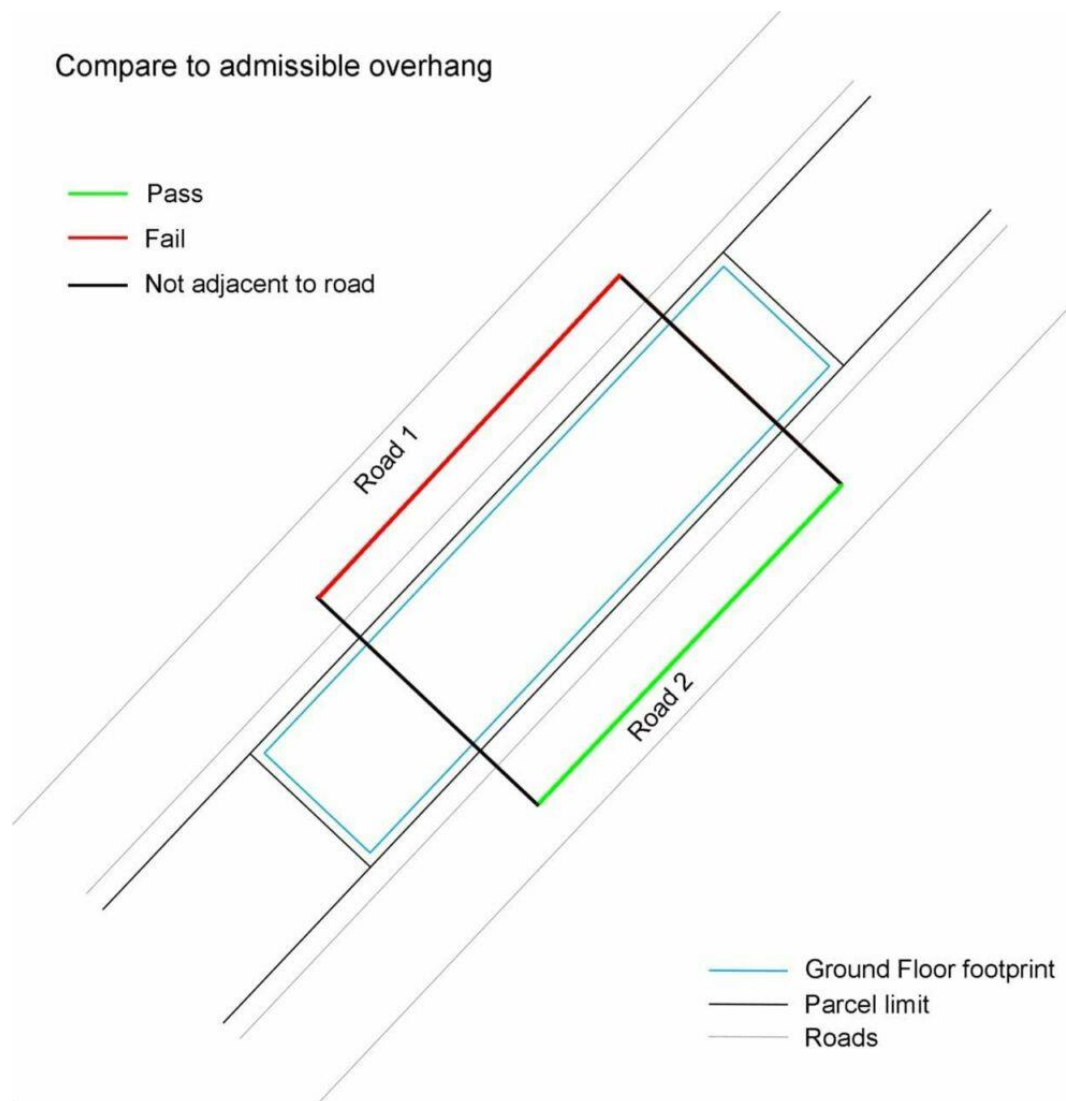 Compare to admissible overhang
Pass
Fail
Not adjacent to road
Road 1
Road 2
Ground Floor footprint
Parcel limit
Roads